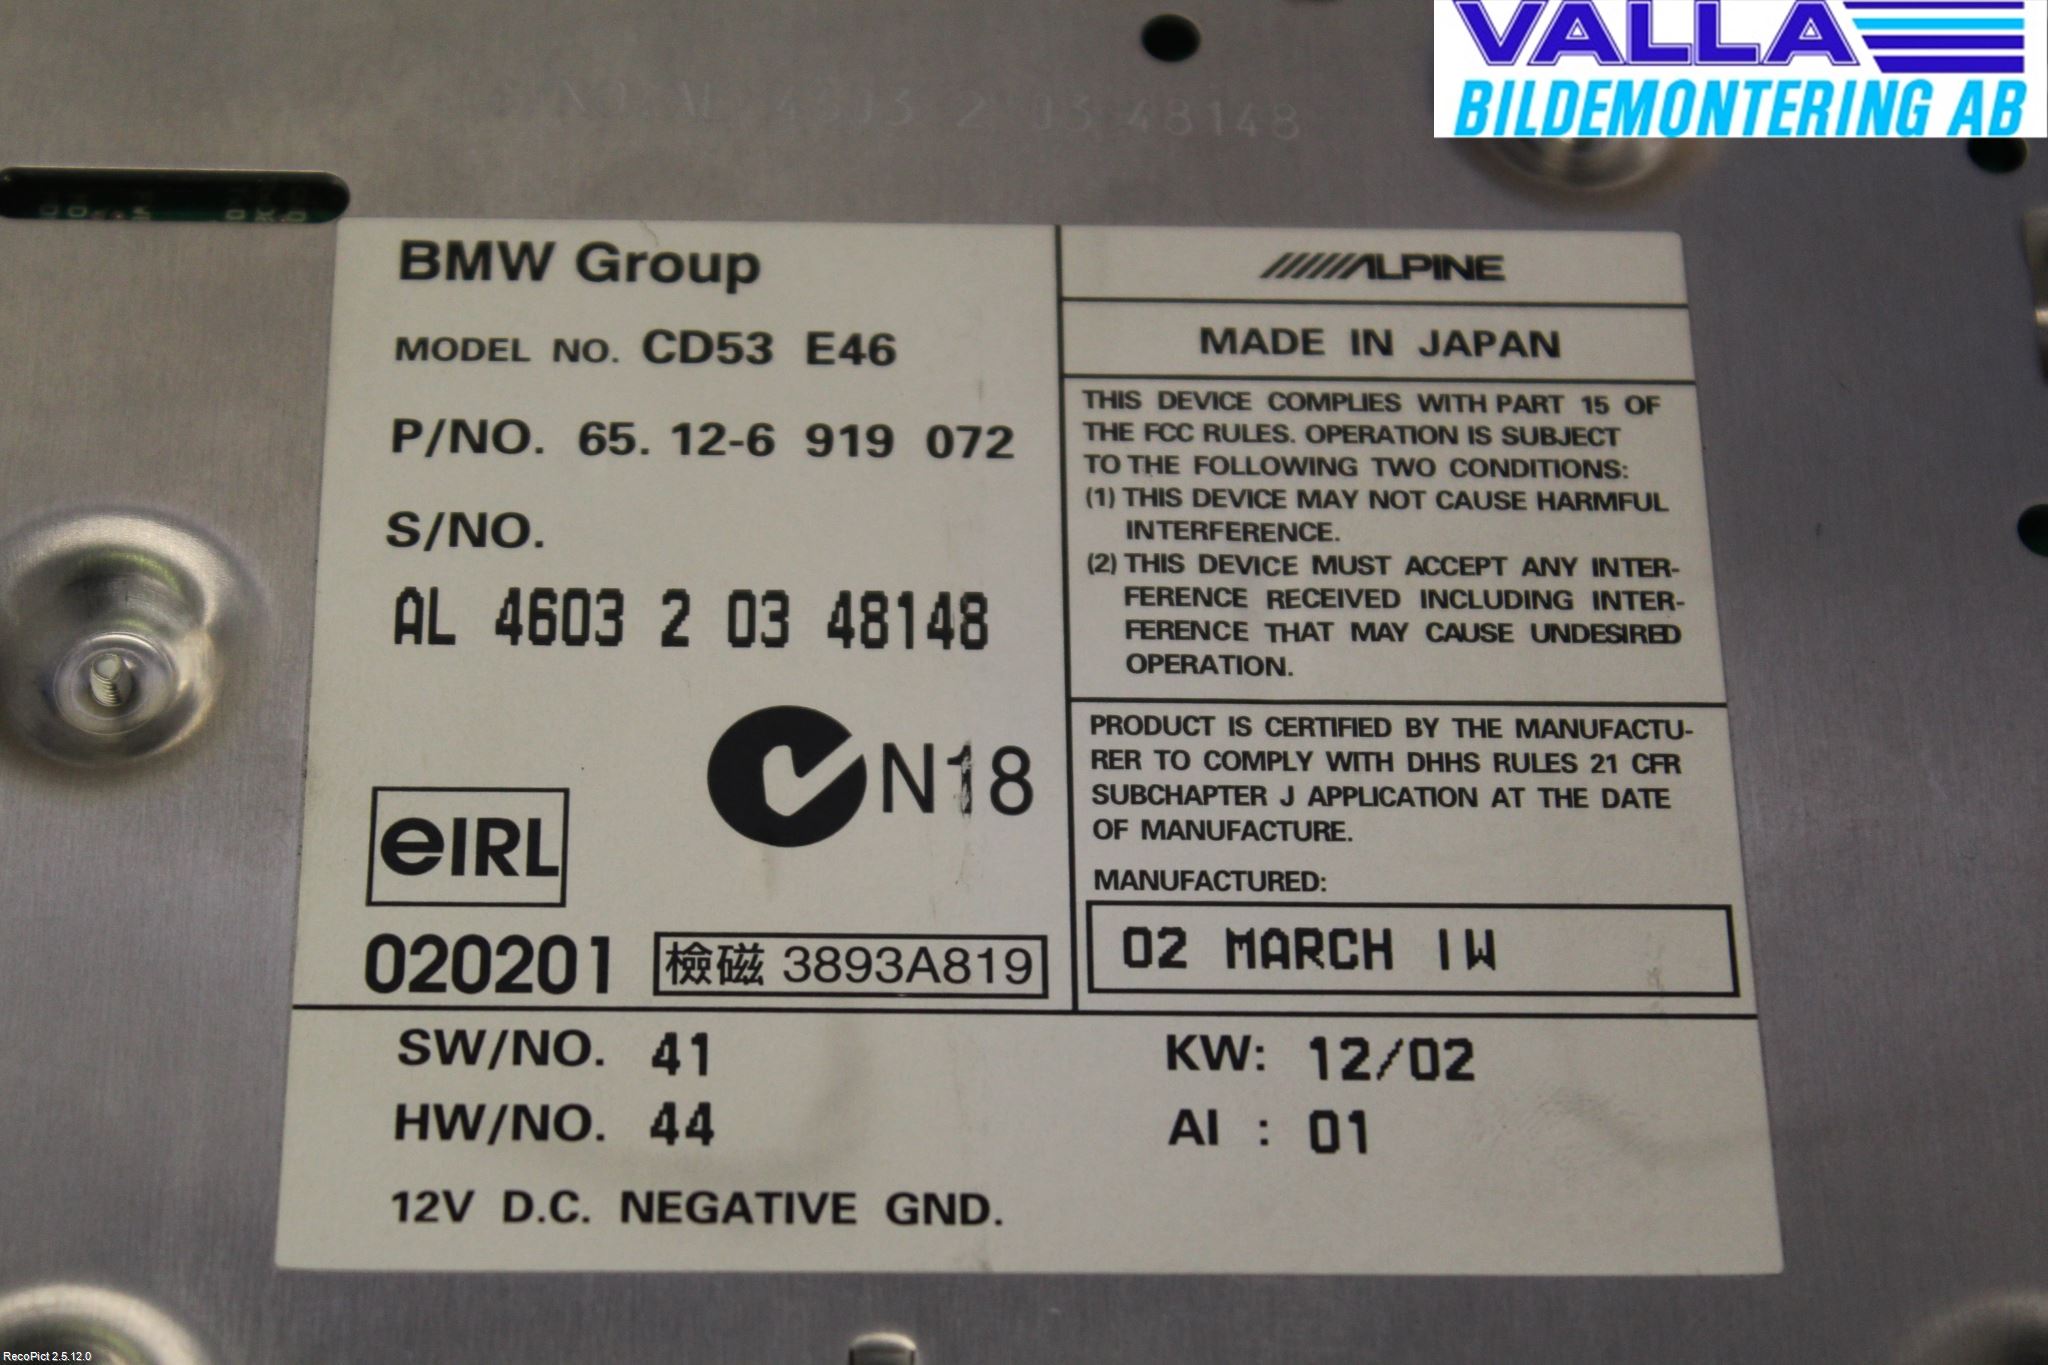 VALLA
BILDEMONTERING AB
AL 4603 2 03 48148
BMW Group
MODEL NO. CD53 E46
P/NO. 65. 12-6 919 072
S/NO.
AL 4603 2 03 48148
N18
eIRL
020201
檢磁 3893A819
ALPINE
MADE IN JAPAN
THIS DEVICE COMPLIES WITH PART 15 OF
THE FCC RULES. OPERATION IS SUBJECT
TO THE FOLLOWING TWO CONDITIONS:
(1) THIS DEVICE MAY NOT CAUSE HARMFUL
INTERFERENCE.
(2) THIS DEVICE MUST ACCEPT ANY INTER-
FERENCE RECEIVED INCLUDING INTER-
FERENCE THAT MAY CAUSE UNDESIRED
OPERATION.
PRODUCT IS CERTIFIED BY THE MANUFACTU-
RER TO COMPLY WITH DHHS RULES 21 CFR
SUBCHAPTER J APPLICATION AT THE DATE
OF MANUFACTURE.
MANUFACTURED:
02 MARCH 1W
SW/NO. 41
HW/NO. 44
12V D.C. NEGATIVE GND.
KW: 12/02
AI : 01
RecoPict 2.5.12.0